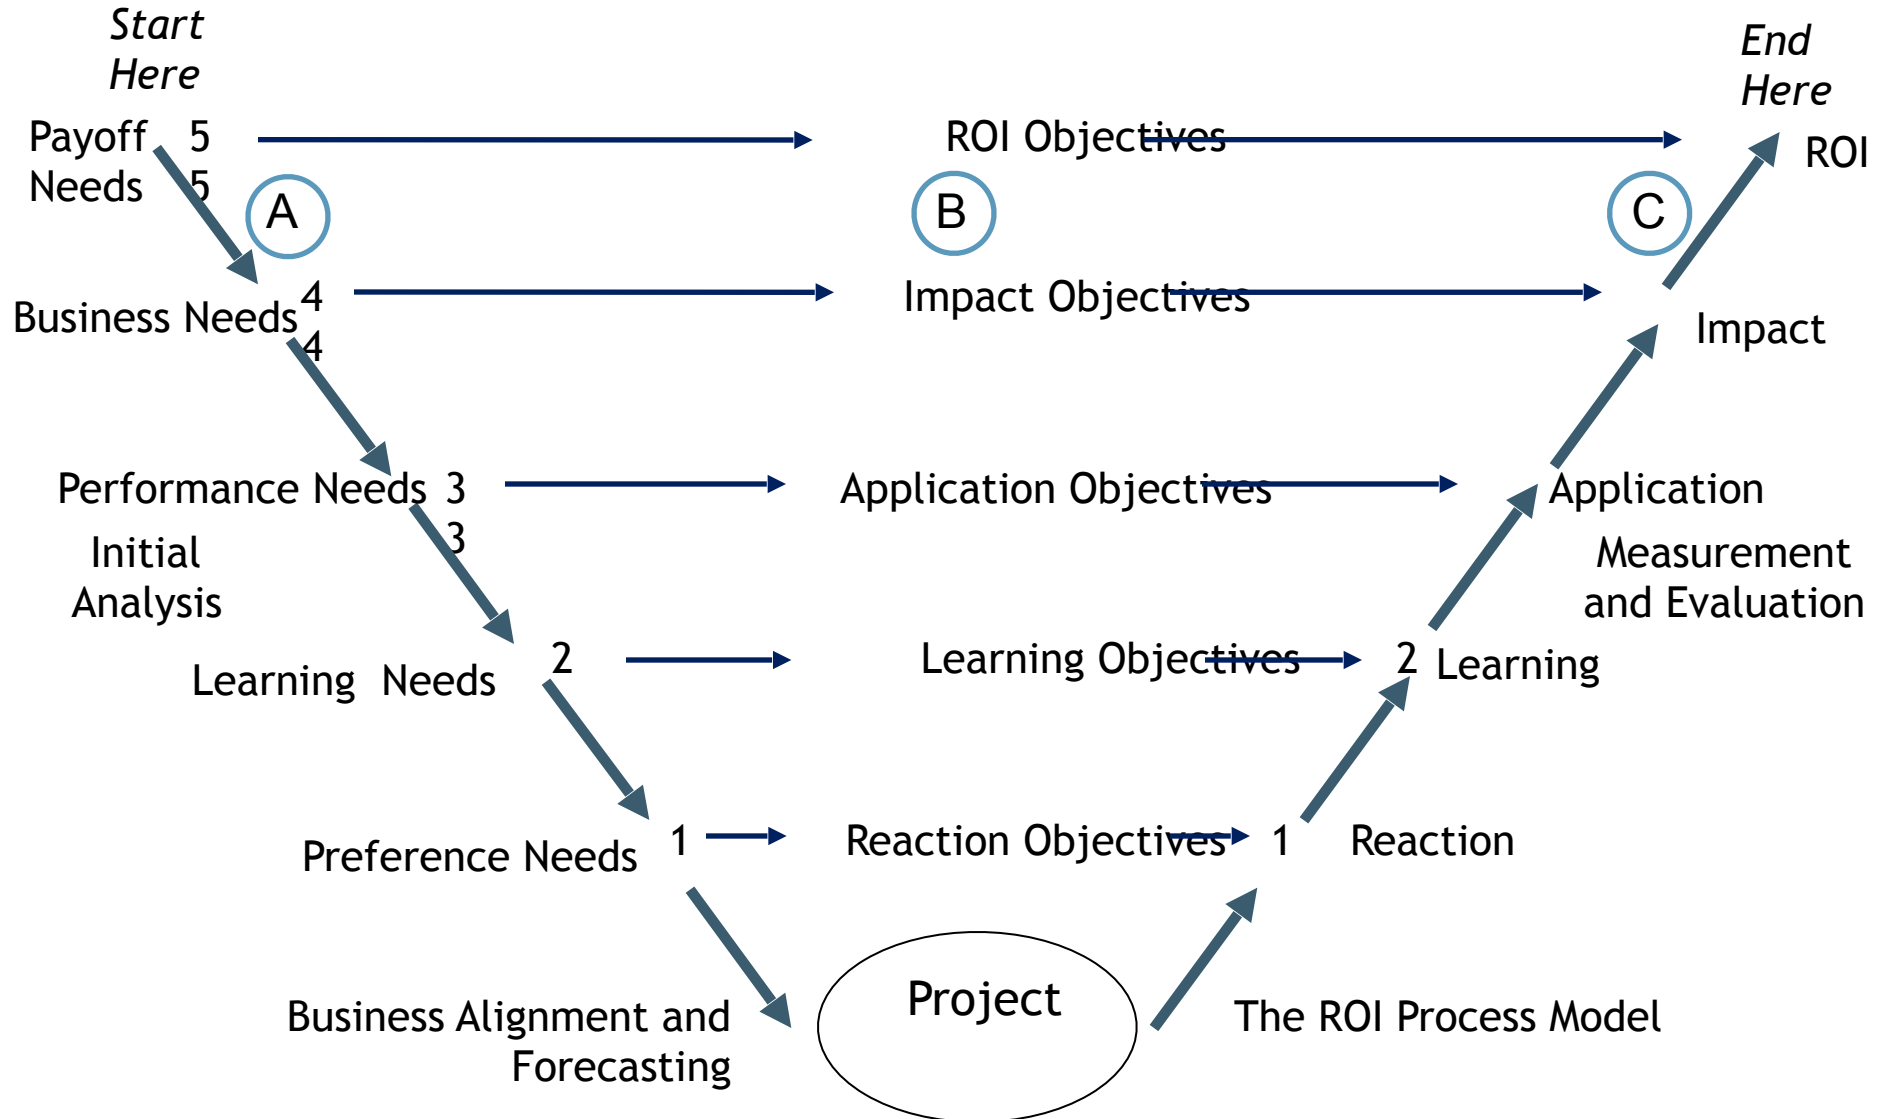 Start
Here
End
Here
Payoff 5 ROI Objectives ROI
Needs 5
A B C
Business Needs 4 Impact Objectives Impact
4
Performance Needs 3 Application Objectives Application
3
Initial
Analysis
Measurement
and Evaluation
Learning  Needs 2 Learning Objectives 2 Learning
Preference Needs 1 Reaction Objectives 1 Reaction
Project
Business Alignment and
Forecasting
The ROI Process Model